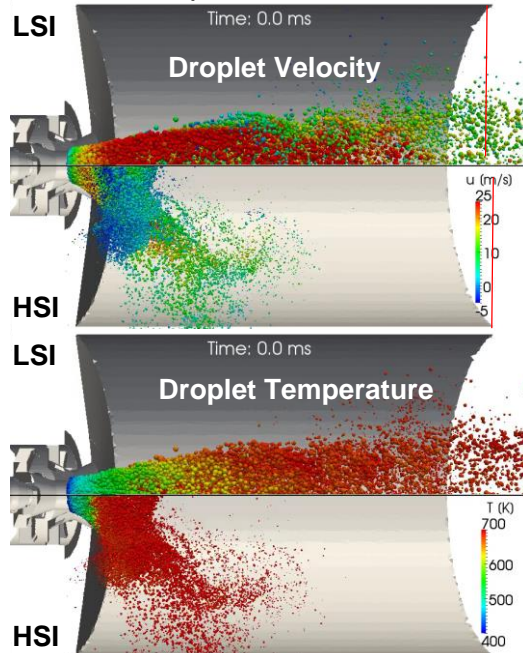 LSI
Time: 0.0 ms
Droplet Velocity
u (m/s)
25
20
10
0
-5
HSI
LSI
Time: 0.0 ms
Droplet Temperature
T (K)
700
600
500
400
HSI